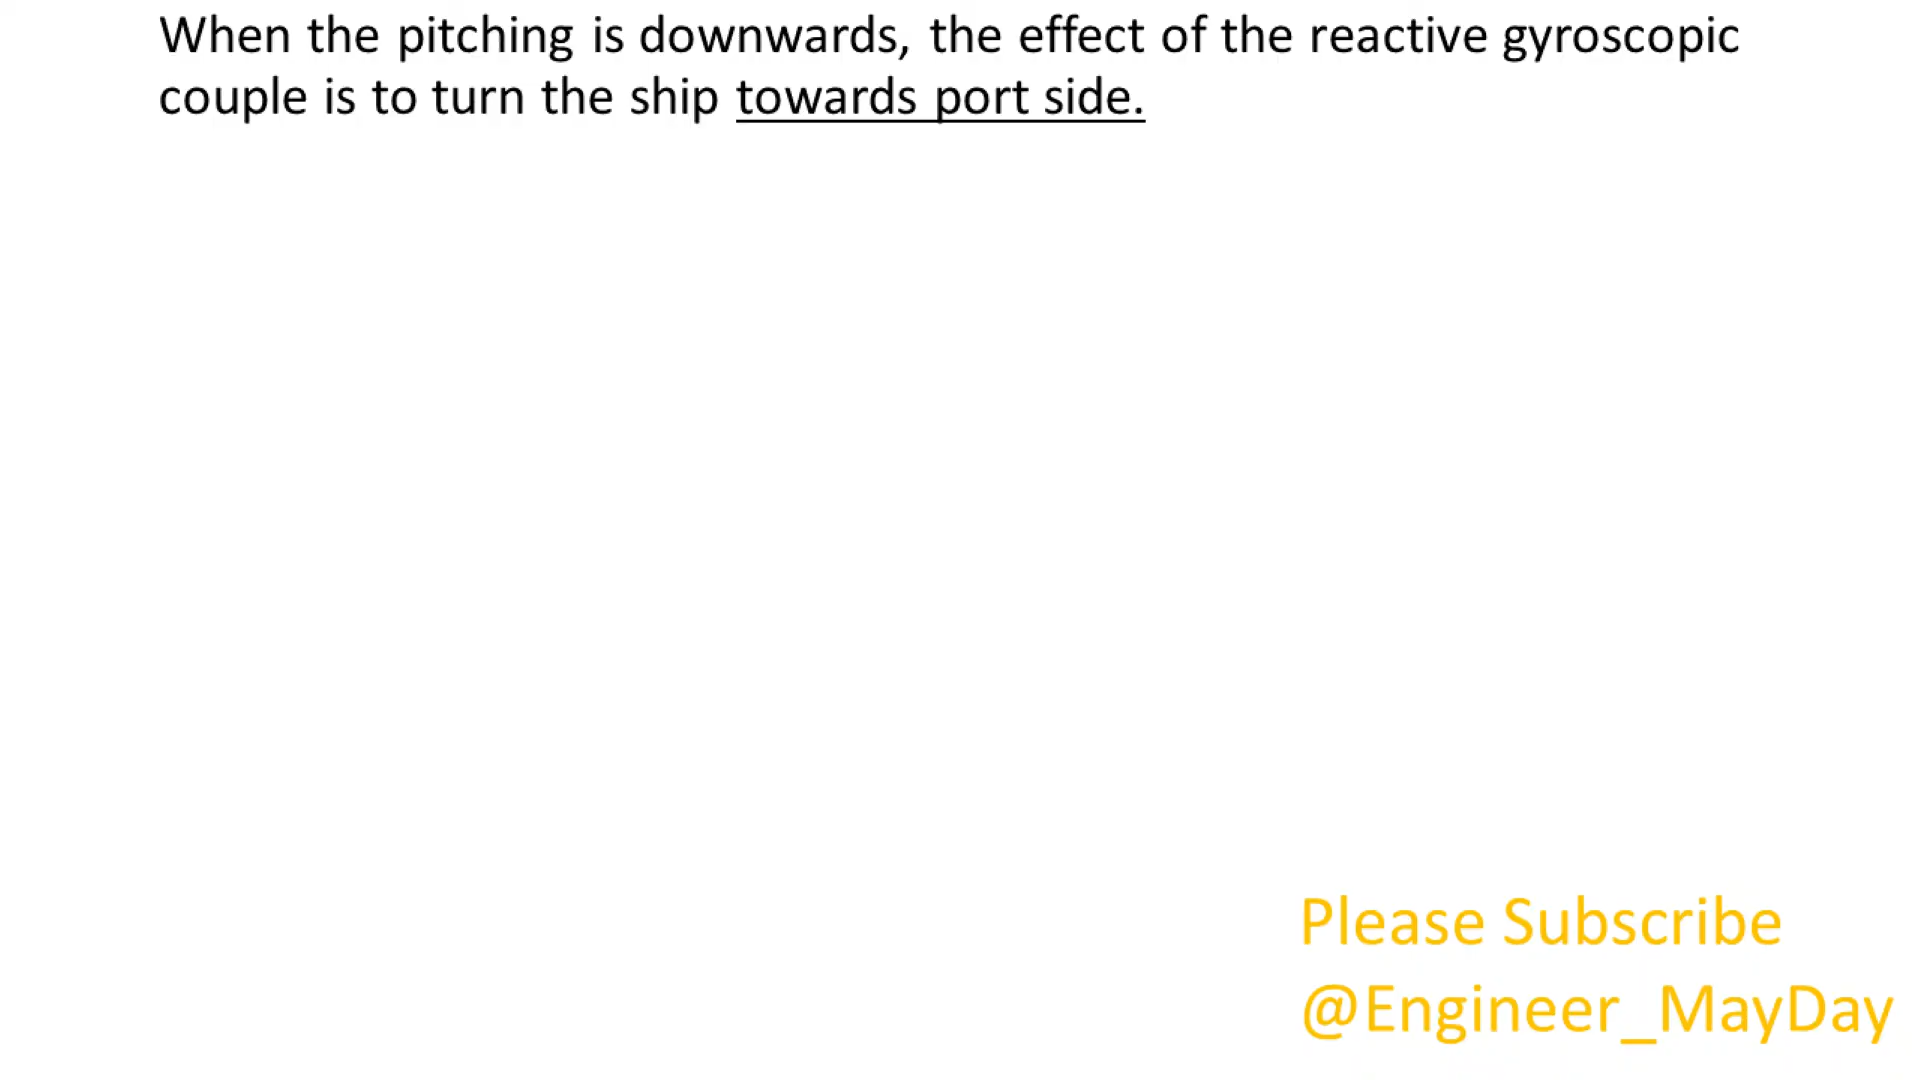 When the pitching is downwards, the effect of the reactive gyroscopic
couple is to turn the ship towards port side.
Please Subscribe
@Engineer_MayDay